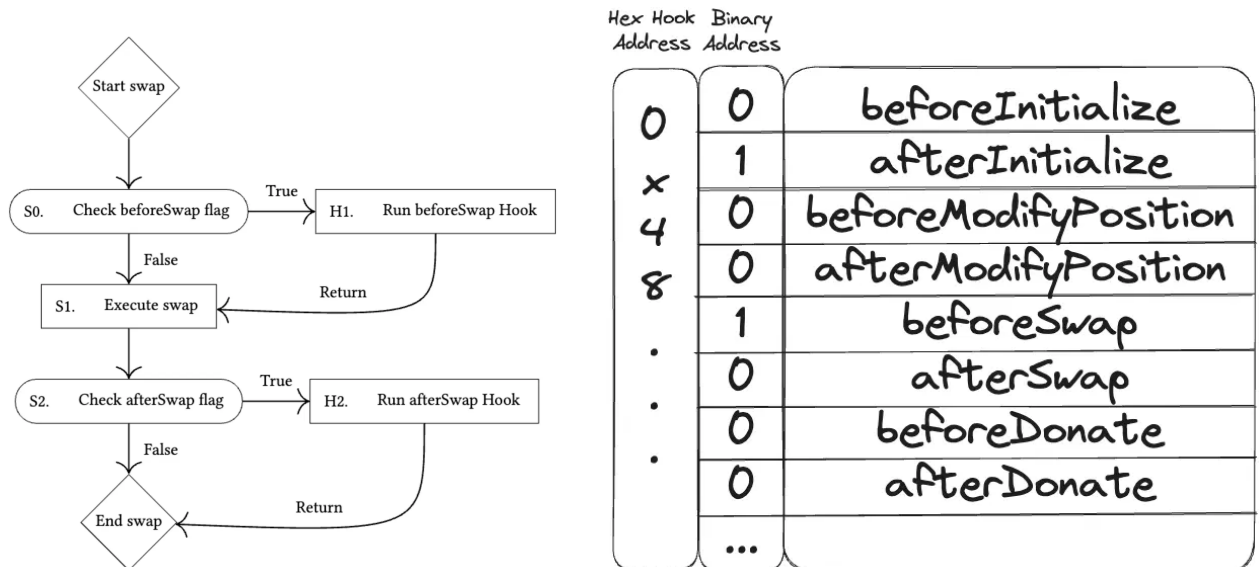 Start swap
S0. Check beforeSwap flag
True
H1. Run beforeSwap Hook
False
Return
S1. Execute swap
S2. Check afterSwap flag
True
H2. Run afterSwap Hook
False
Return
End swap
Hex Hook
Address
Binary
Address
0
x
4
8
.
.
.
0 beforeInitialize
1 afterInitialize
0 beforeModifyPosition
0 afterModifyPosition
1 beforeSwap
0 afterSwap
0 beforeDonate
0 afterDonate
...